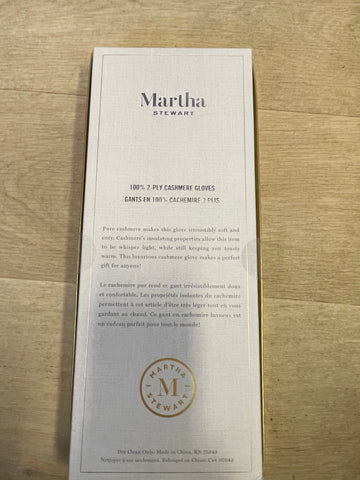 Martha
STEWART
100% 2-PLY CASHMERE GLOVES
GANTS EN 100% CACHEMIRE 2 PLIS
Pure cashmere makes this glove irresistibly soft and
cozy. Cashmere's insulating properties allow this item
to be whisper light, while still keeping you toasty
warm. This luxurious cashmere glove makes a perfect
gift for anyone!
Le cachemire pur rend ce gant irrésistiblement doux
et confortable. Les propriétés isolantes du cachemire
permettent à cet article d'être très léger tout en vous
gardant au chaud. Ce gant en cachemire luxueux est
un cadeau parfait pour tout le monde!
MARTHA
M
STEWART
Dry Clean Only. Made in China. RN
Nettoyer à sec seulement. Fabriqué en Chine. CA#